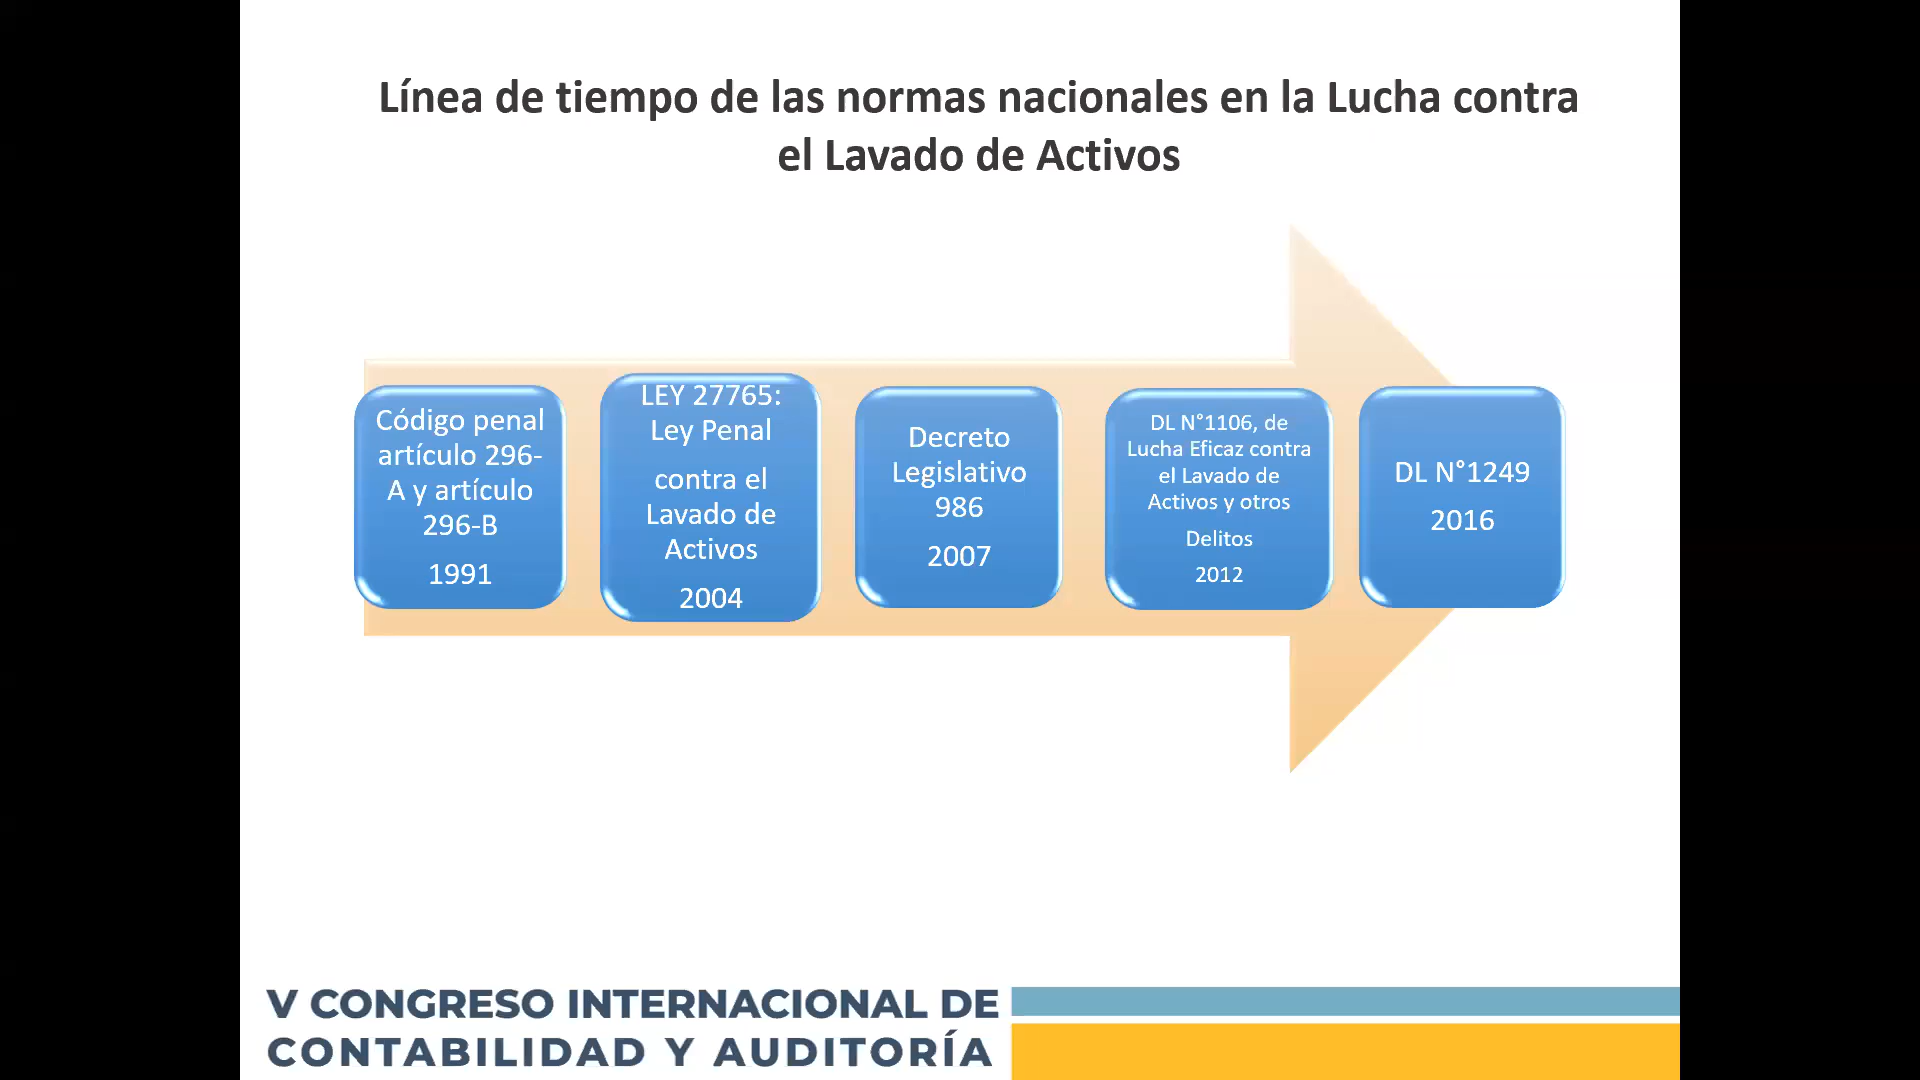 Línea de tiempo de las normas nacionales en la Lucha contra
el Lavado de Activos
Código penal
artículo 296-
A y artículo
296-B
1991
LEY 27765:
Ley Penal
contra el
Lavado de
Activos
2004
Decreto
Legislativo
986
2007
DL N°1106, de
Lucha Eficaz contra
el Lavado de
Activos y otros
Delitos
2012
DL N°1249
2016
V CONGRESO INTERNACIONAL DE
CONTABILIDAD Y AUDITORÍA